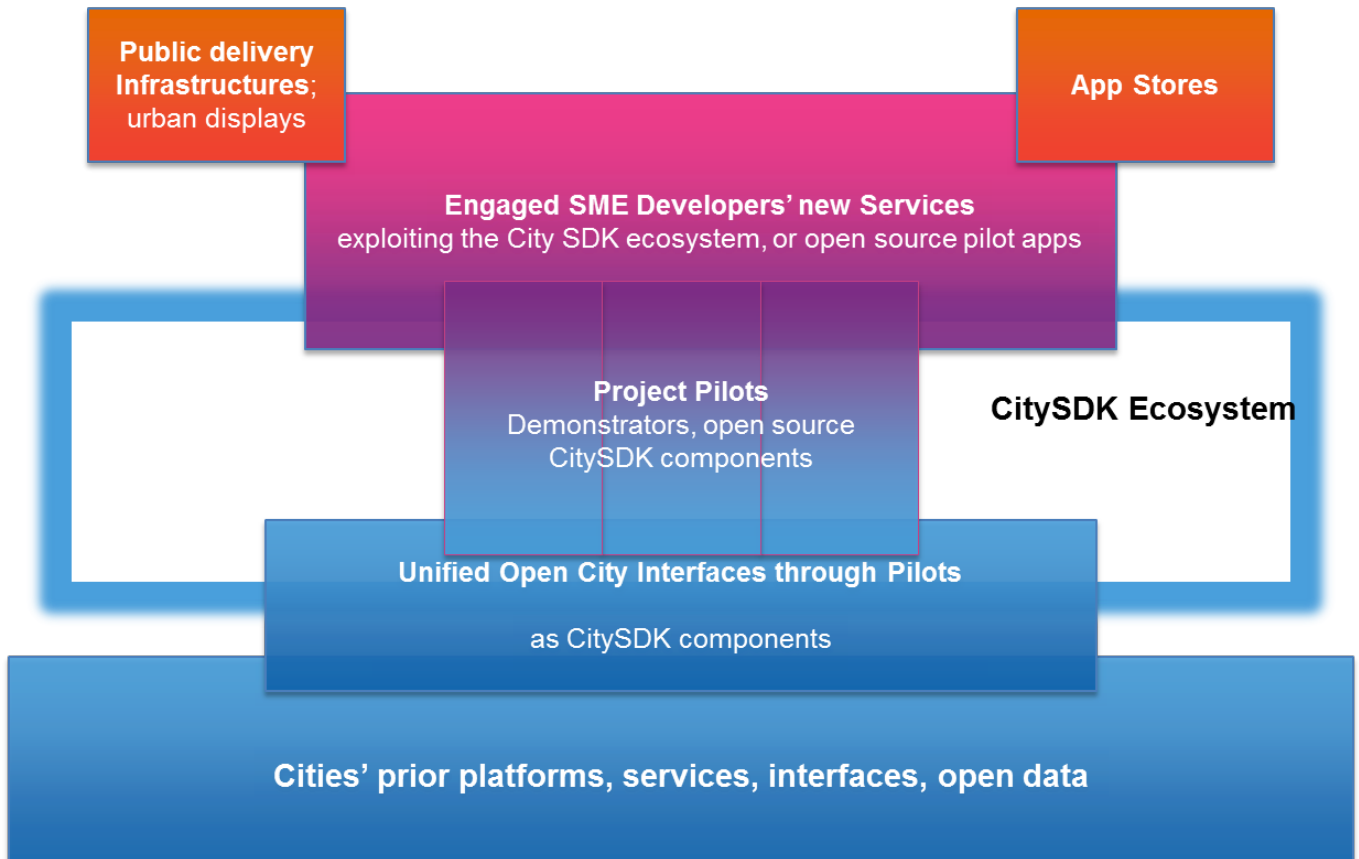 Public delivery
Infrastructures;
urban displays
App Stores
Engaged SME Developers’ new Services
exploiting the City SDK ecosystem, or open source pilot apps
Project Pilots
Demonstrators, open source
CitySDK components
CitySDK Ecosystem
Unified Open City Interfaces through Pilots
as CitySDK components
Cities’ prior platforms, services, interfaces, open data